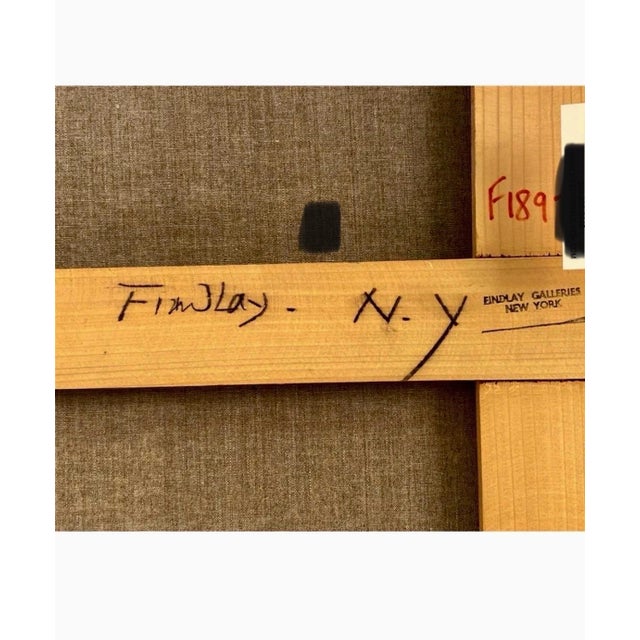 F189-
Findlay. N.Y
FINDLAY GALLERIES
NEW YORK